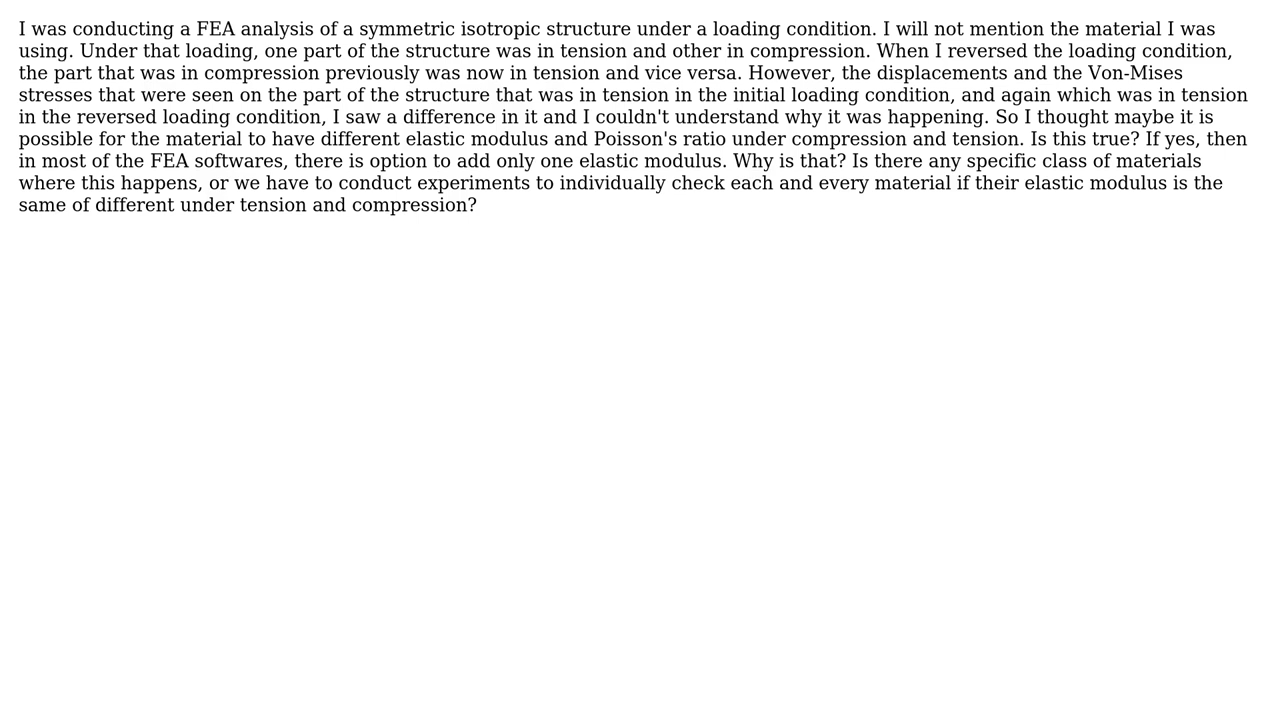 I was conducting a FEA analysis of a symmetric isotropic structure under a loading condition. I will not mention the material I was
using. Under that loading, one part of the structure was in tension and other in compression. When I reversed the loading condition,
the part that was in compression previously was now in tension and vice versa. However, the displacements and the Von-Mises
stresses that were seen on the part of the structure that was in tension in the initial loading condition, and again which was in tension
in the reversed loading condition, I saw a difference in it and I couldn't understand why it was happening. So I thought maybe it is
possible for the material to have different elastic modulus and Poisson's ratio under compression and tension. Is this true? If yes, then
in most of the FEA softwares, there is option to add only one elastic modulus. Why is that? Is there any specific class of materials
where this happens, or we have to conduct experiments to individually check each and every material if their elastic modulus is the
same of different under tension and compression?